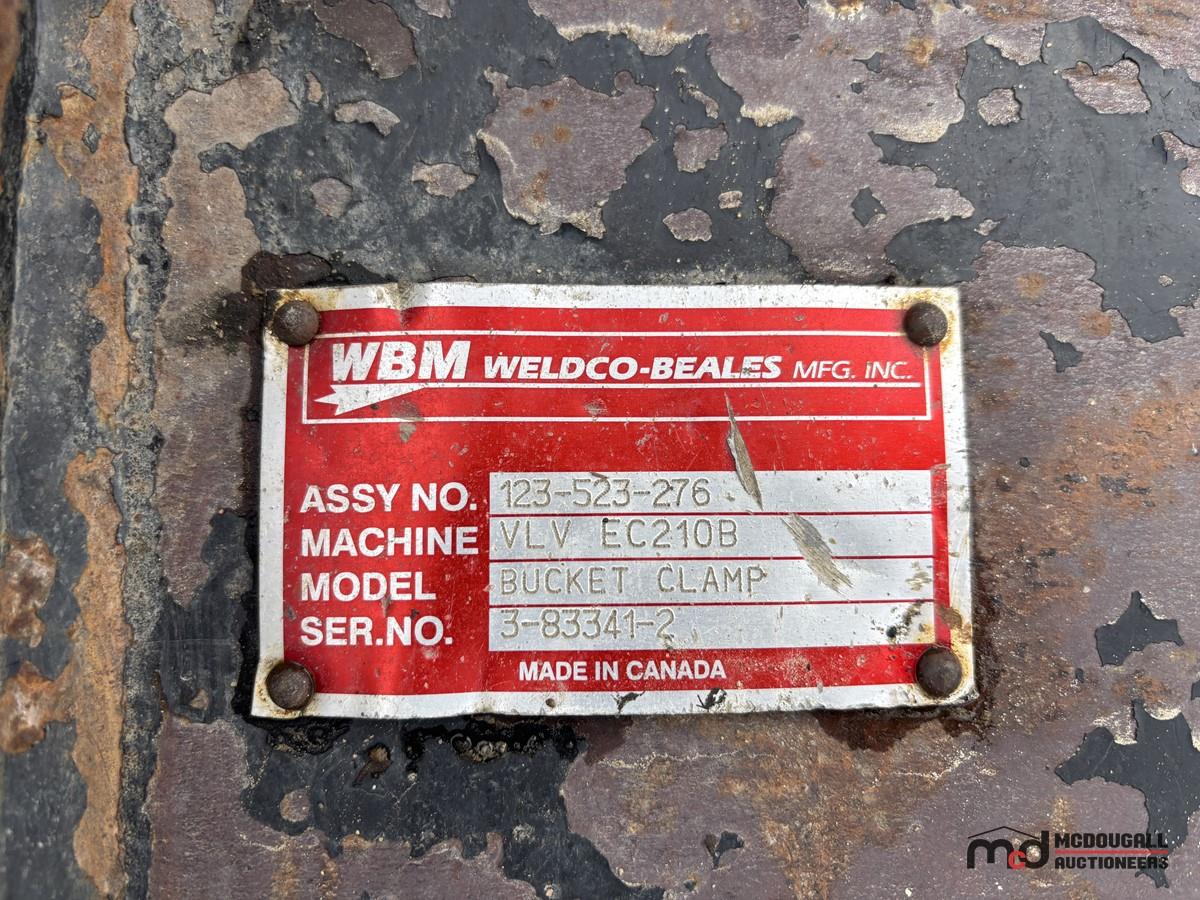 WBM WELDCO-BEALES MFG. INC.
ASSY NO. 123-523-276
MACHINE VLV EC210B
MODEL BUCKET CLAMP
SER.NO. 3-83341-2
MADE IN CANADA
mcd MCDOUGALL
AUCTIONEERS